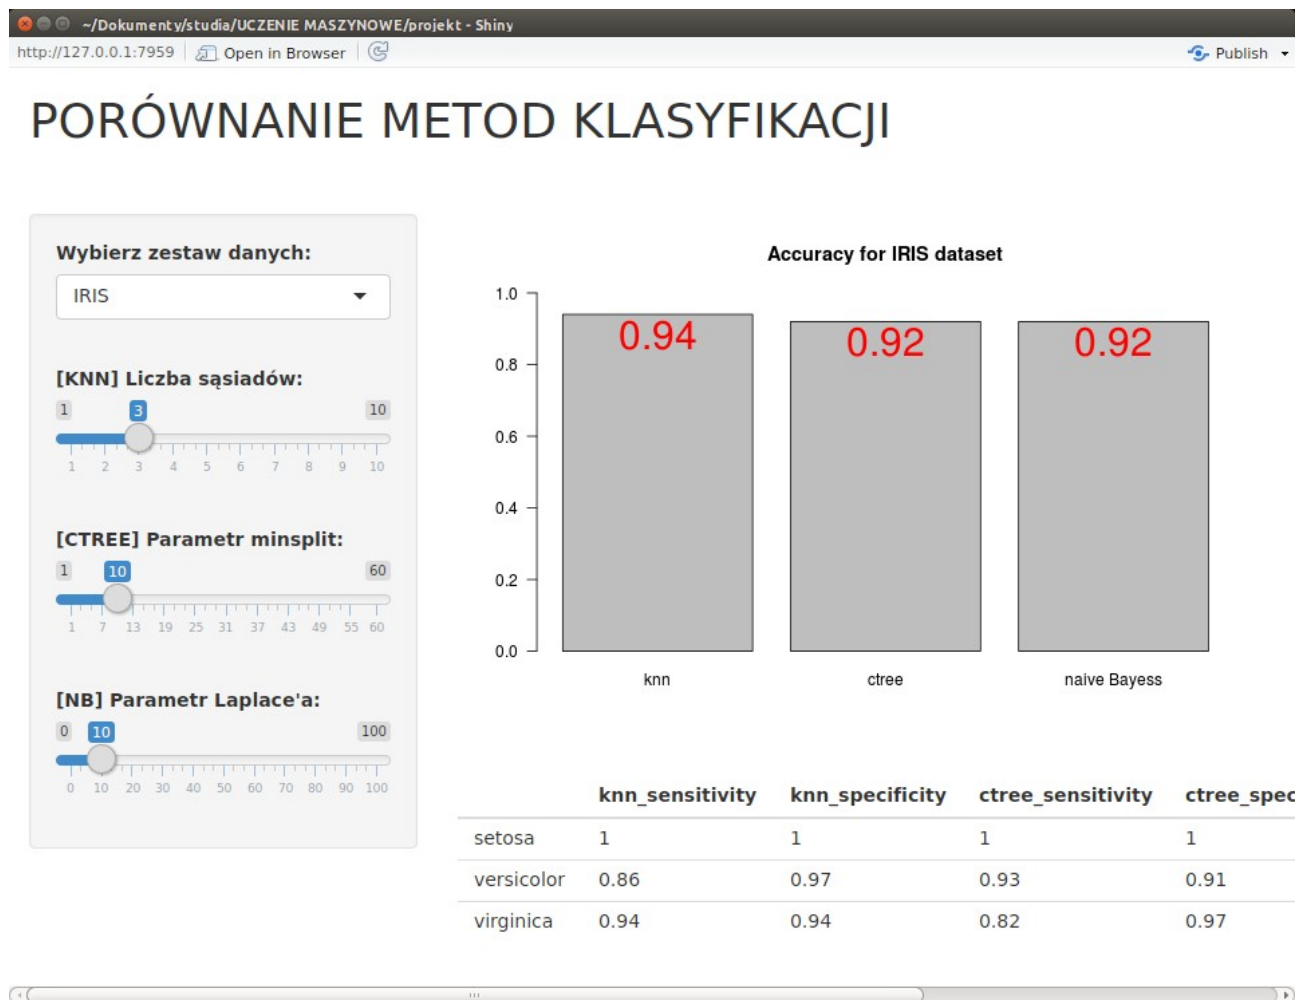 ~/Dokumenty/studia/UCZENIE MASZYNOWE/projekt - Shiny
http://127.0.0.1:7959 Open in Browser Publish
PORÓWNANIE METOD KLASYFIKACJI
Wybierz zestaw danych:
IRIS
[KNN] Liczba sąsiadów:
1 3 10
1 2 3 4 5 6 7 8 9 10
[CTREE] Parametr minsplit:
1 10 60
1 7 13 19 25 31 37 43 49 55 60
[NB] Parametr Laplace'a:
0 10 100
0 10 20 30 40 50 60 70 80 90 100
Accuracy for IRIS dataset
1.0
0.8
0.6
0.4
0.2
0.0
0.94 0.92 0.92
knn ctree naive Bayess
knn_sensitivity knn_specificity ctree_sensitivity ctree_spec
setosa 1 1 1 1
versicolor 0.86 0.97 0.93 0.91
virginica 0.94 0.94 0.82 0.97